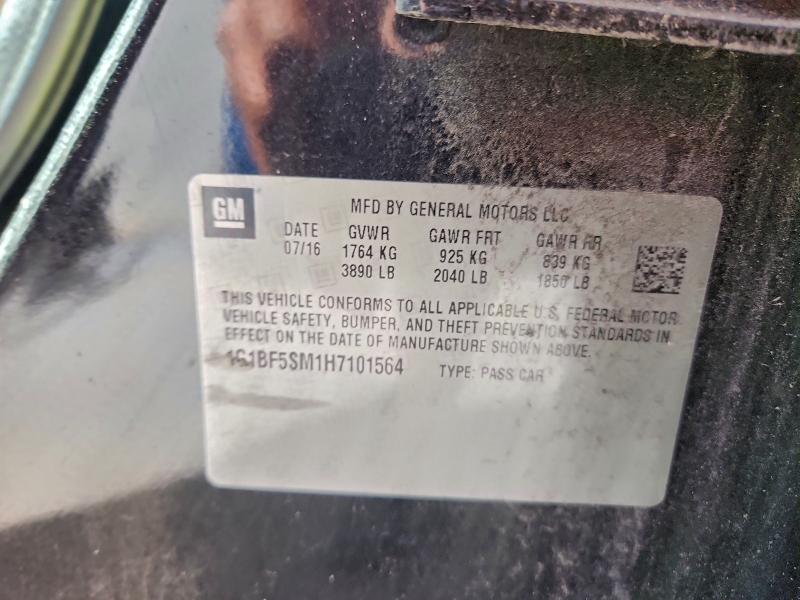 GM
MFD BY GENERAL MOTORS LLC
DATE GVWR GAWR FRT GAWR RR
07/16 1764 KG 925 KG 839 KG
3890 LB 2040 LB 1850 LB
THIS VEHICLE CONFORMS TO ALL APPLICABLE U.S. FEDERAL MOTOR
VEHICLE SAFETY, BUMPER, AND THEFT PREVENTION STANDARDS IN
EFFECT ON THE DATE OF MANUFACTURE SHOWN ABOVE.
1G1BF5SM1H7101564 TYPE: PASS CAR